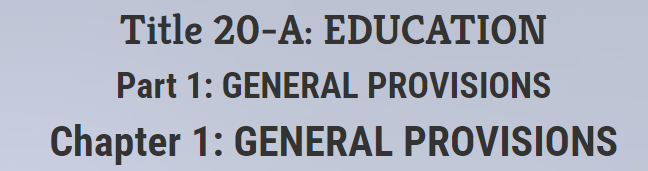 Title 20-A: EDUCATION
Part 1: GENERAL PROVISIONS
Chapter 1: GENERAL PROVISIONS